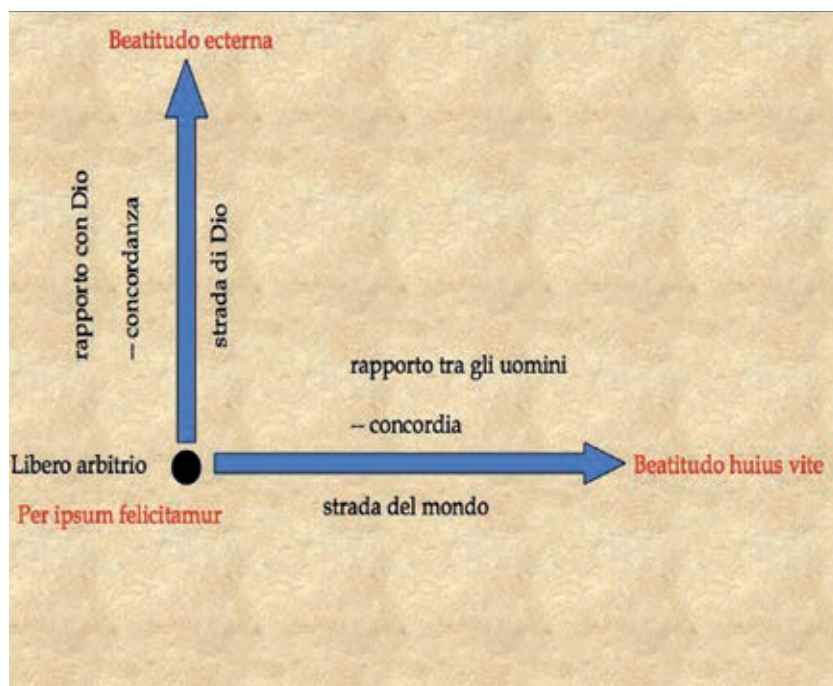 Beatitudo ecterna
rapporto con Dio
-- concordanza
strada di Dio
rapporto tra gli uomini
-- concordia
Libero arbitrio
Beatitudo huius vite
Per ipsum felicitamur
strada del mondo